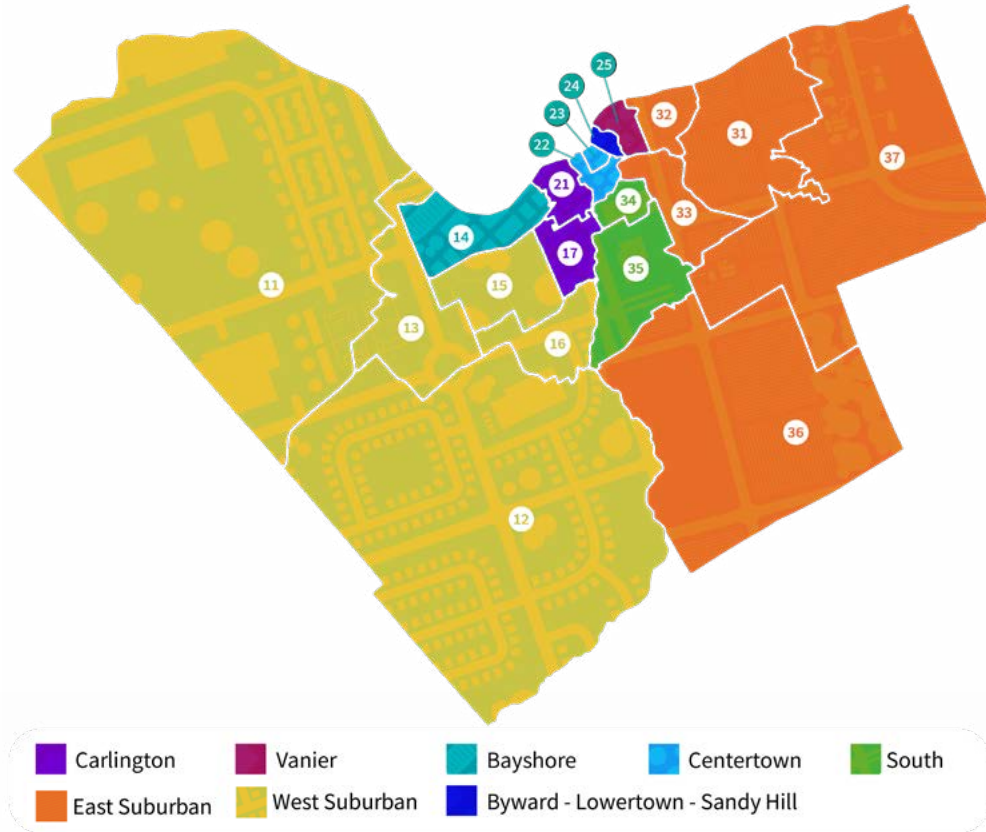 25
24
23
22
32
31
37
21
34
33
14
17
35
15
11
13
16
36
12
Carlington
Vanier
Bayshore
Centertown
South
East Suburban
West Suburban
Byward - Lowertown - Sandy Hill